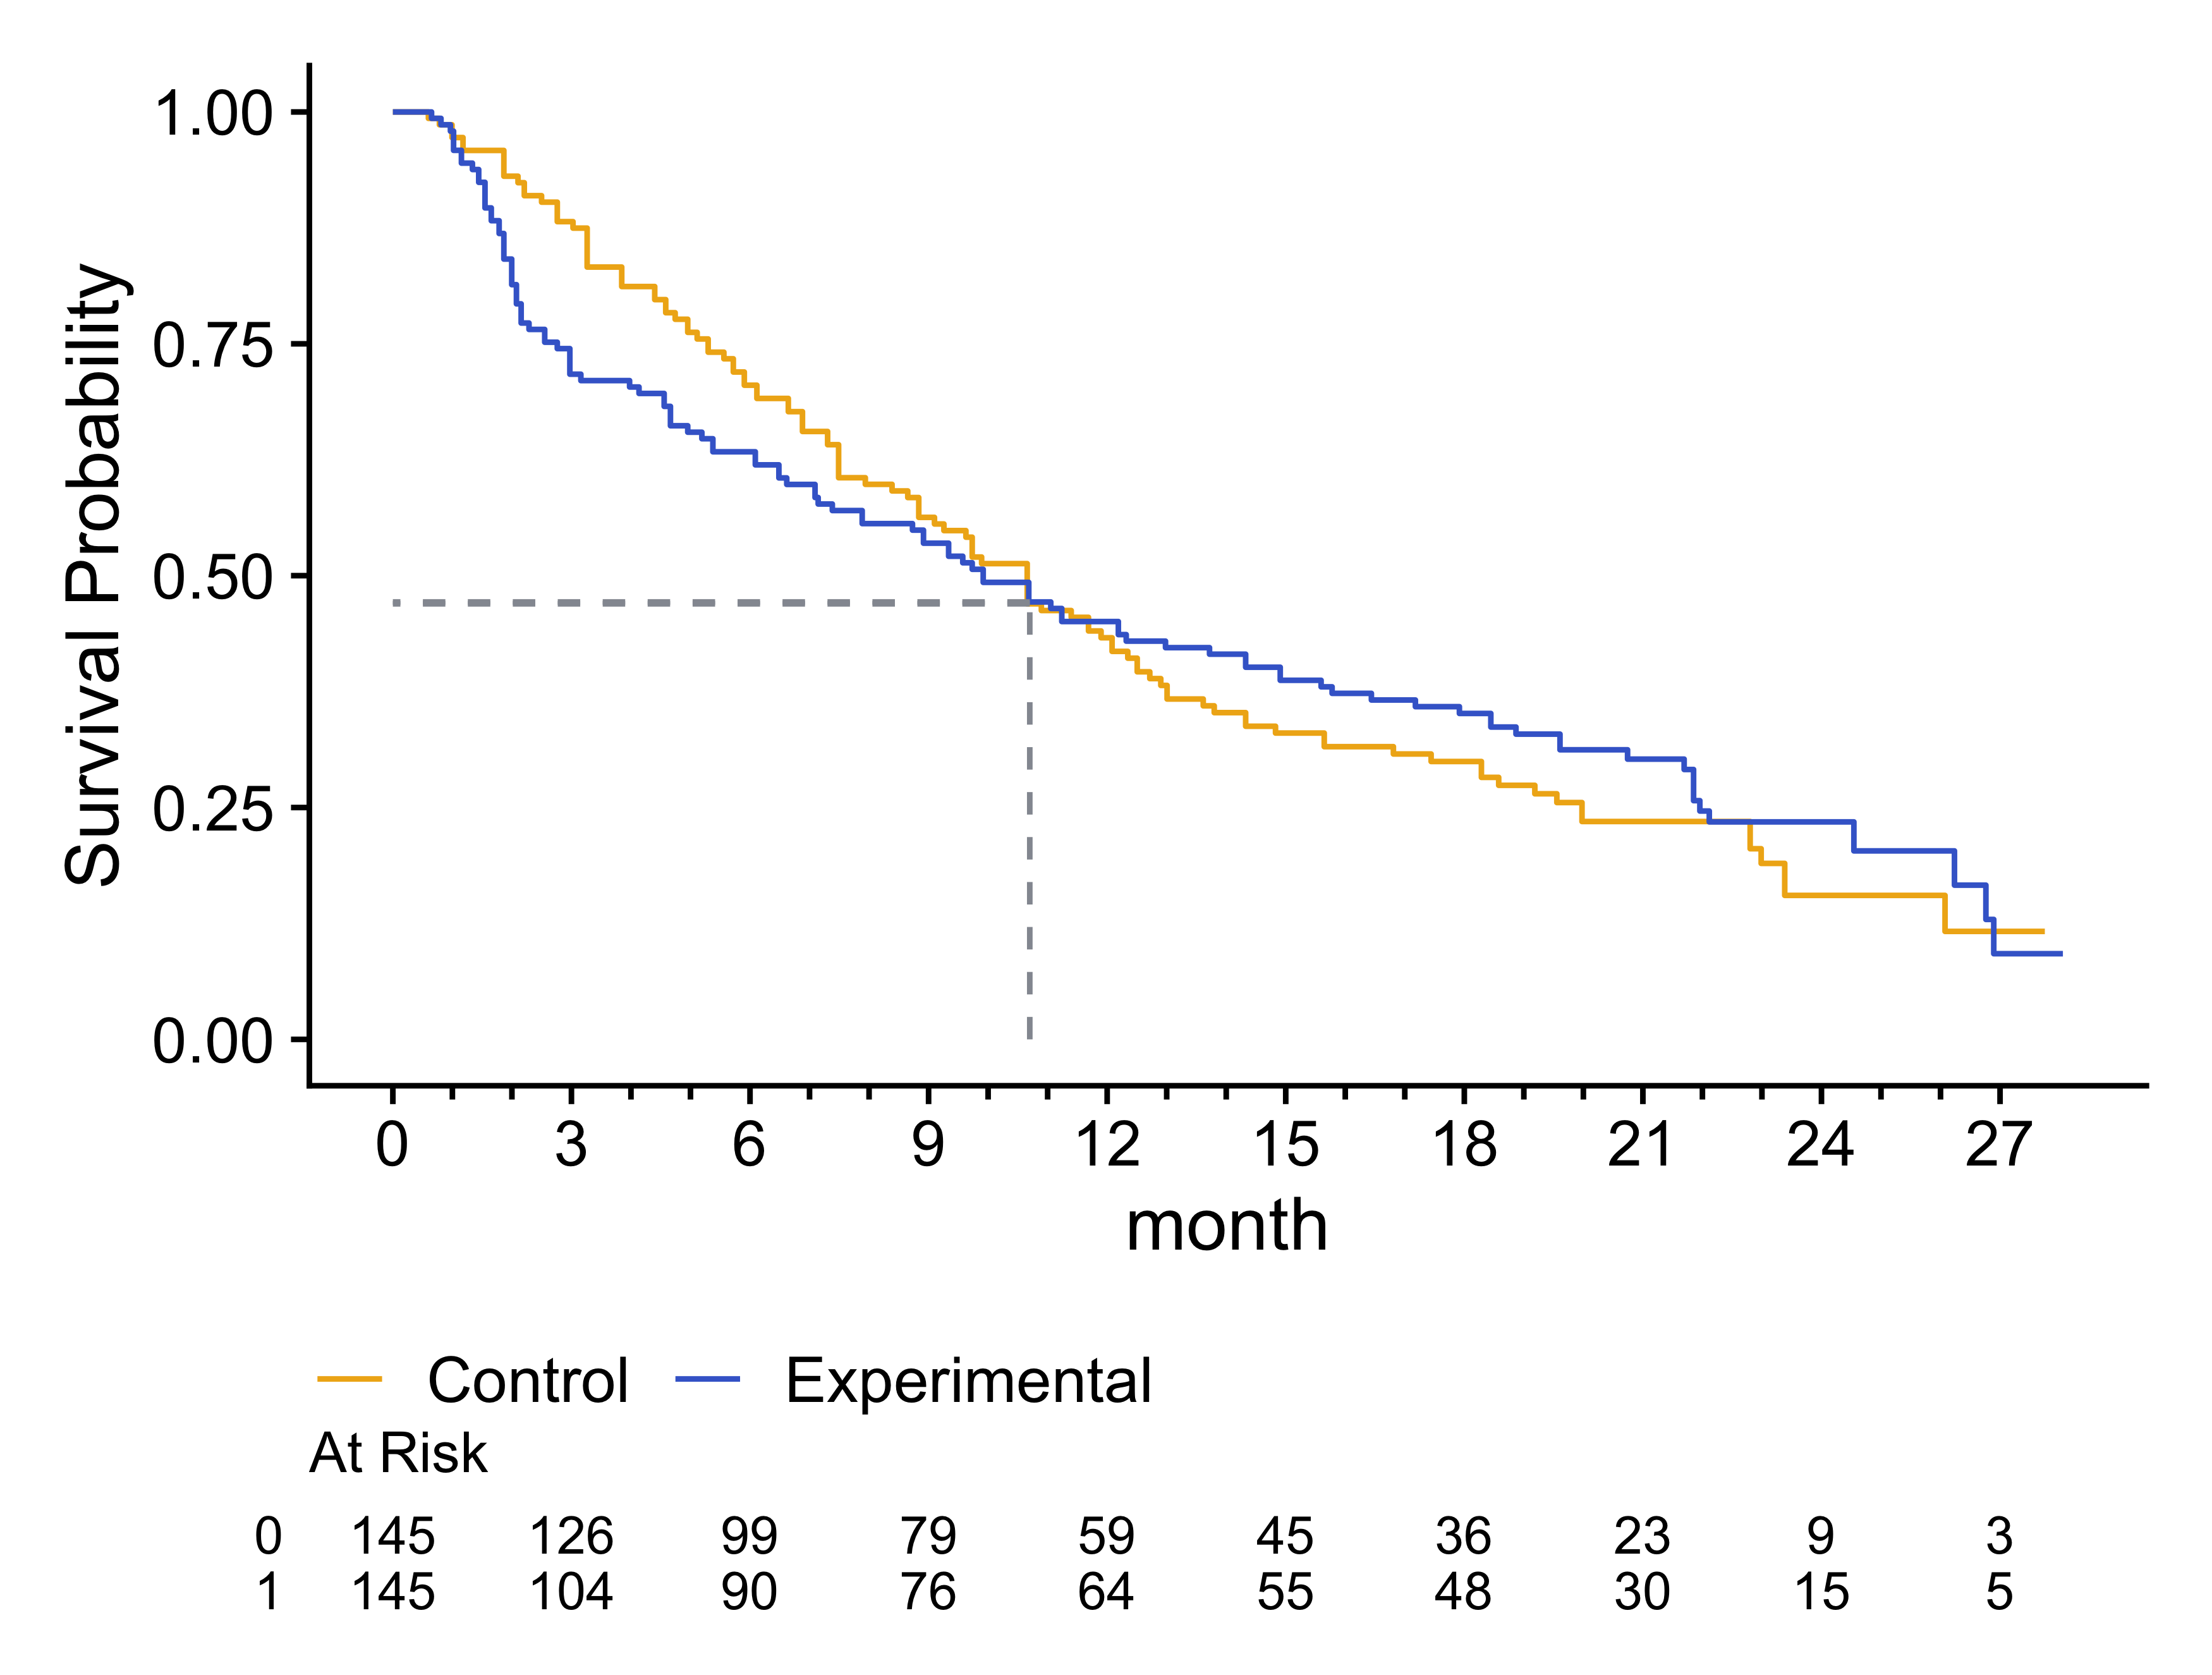 Survival Probability
1.00
0.75
0.50
0.25
0.00
0 3 6 9 12 15 18 21 24 27
month
Control Experimental
At Risk
0 145 126 99 79 59 45 36 23 9 3
1 145 104 90 76 64 55 48 30 15 5